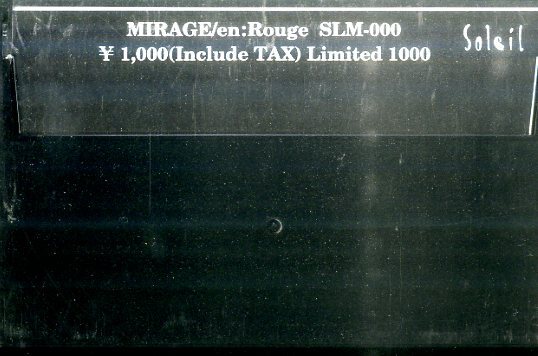 MIRAGE/en:Rouge SLM-000
¥ 1,000(Include TAX) Limited 1000
Soleil